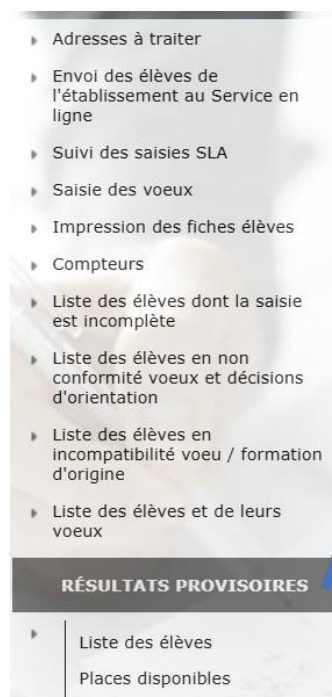 Adresses à traiter
Envoi des élèves de
l'établissement au Service en
ligne
Suivi des saisies SLA
Saisie des voeux
Impression des fiches élèves
Compteurs
Liste des élèves dont la saisie
est incomplète
Liste des élèves en non
conformité voeux et décisions
d'orientation
Liste des élèves en
incompatibilité voeu / formation
d'origine
Liste des élèves et de leurs
voeux
RÉSULTATS PROVISOIRES
Liste des élèves
Places disponibles